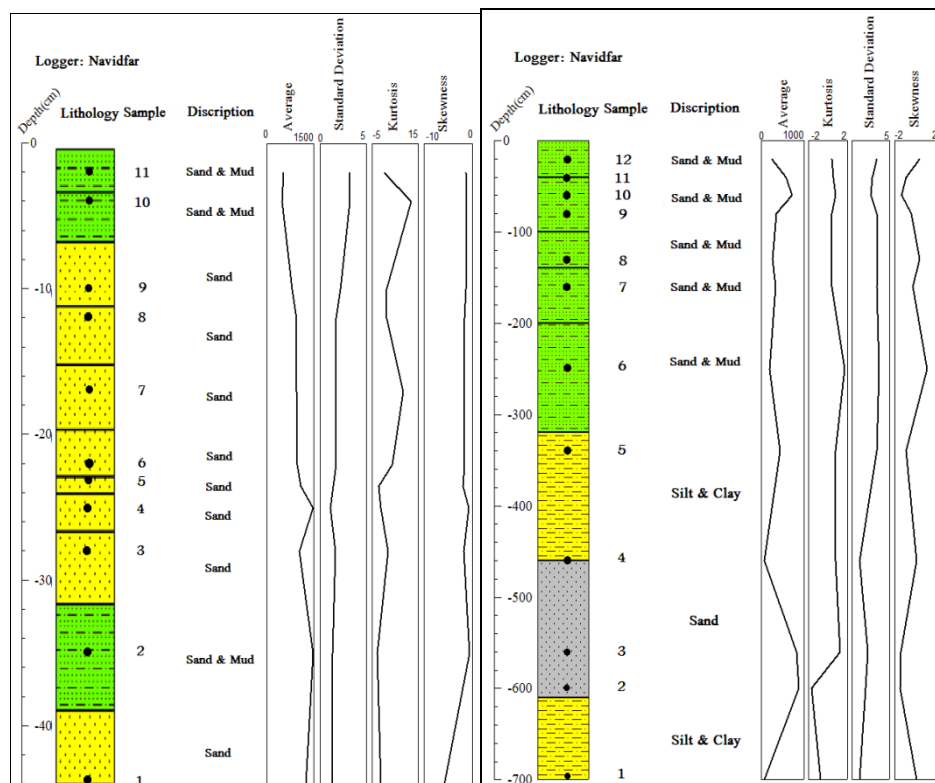 Logger: Navidfar
Depth(cm)
Lithology Sample Discription
Average
Standard Deviation
Kurtosis
Skewness
0 1500 0 5 -5 15 -10 0
0
11 Sand & Mud
10 Sand & Mud
Sand
9
-10
8
Sand
7
Sand
-20
6 Sand
5 Sand
4 Sand
3
Sand
-30
2 Sand & Mud
-40
Sand
1
Logger: Navidfar
Depth(cm)
Lithology Sample Discription
Average
Kurtosis
Standard Deviation
Skewness
0 1000 -2 2 0 5 -2 2
0
12 Sand & Mud
11
10 Sand & Mud
9
-100
Sand & Mud
8
7 Sand & Mud
-200
6 Sand & Mud
-300
5
Silt & Clay
-400
4
-500
Sand
3
2
-600
Silt & Clay
1
-700